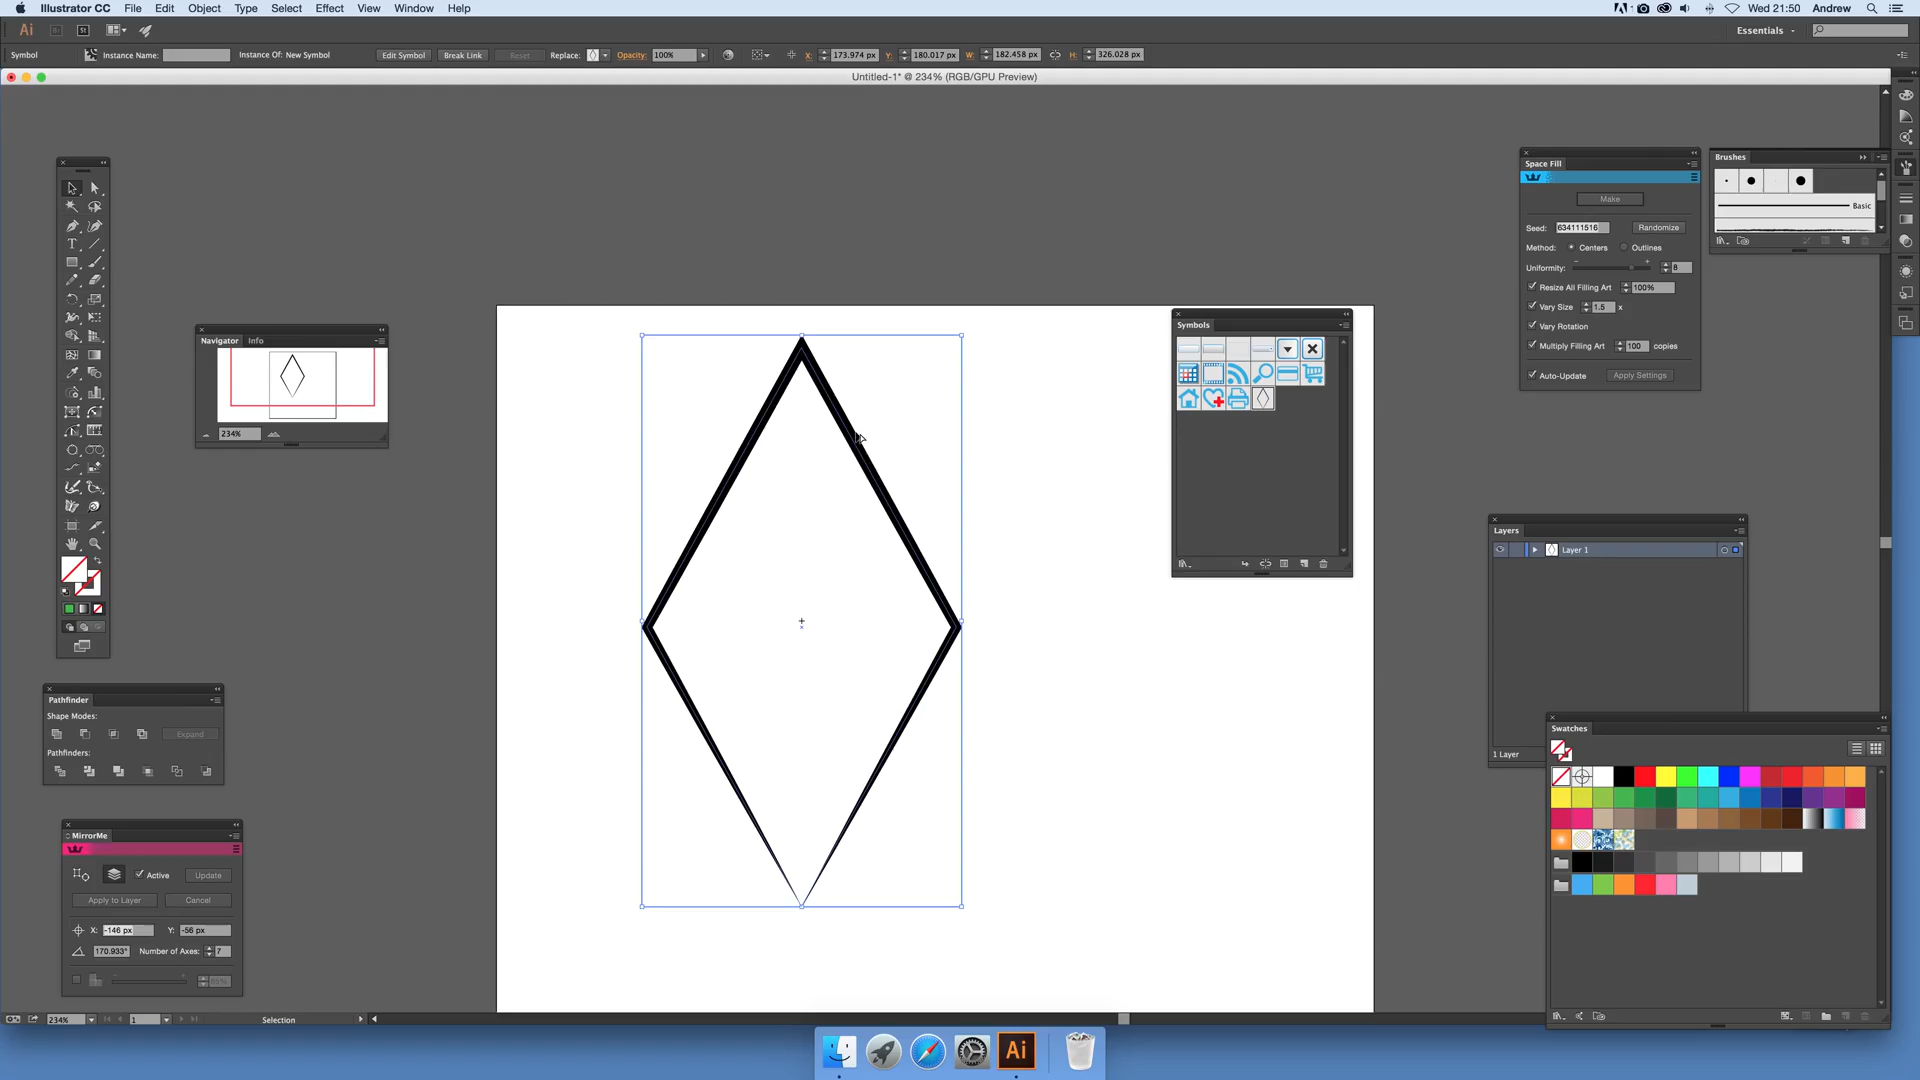 Illustrator CC File Edit Object Type Select Effect View Window Help
Wed 21:50 Andrew
Ai Br St Essentials
Symbol Instance Name: Instance Of: New Symbol Edit Symbol Break Link Reset Replace: Opacity: 100% X: 173.974 px Y: 180.017 px W: 182.458 px H: 326.028 px
Untitled-1* @ 234% (RGB/GPU Preview)
Navigator Info
234%
Pathfinder
Shape Modes:
Expand
Pathfinders:
MirrorMe
Active Update
Apply to Layer Cancel
X: -146 px Y: -56 px
170.933° Number of Axes: 7
85%
234% 1 Selection
Symbols
Space Fill
Make
Seed: 634111516 Randomize
Method: Centers Outlines
Uniformity: 8
Resize All Filling Art 100%
Vary Size 1.5 x
Vary Rotation
Multiply Filling Art 100 copies
Auto-Update Apply Settings
Brushes
Basic
Layers
Layer 1
1 Layer
Swatches
Ai